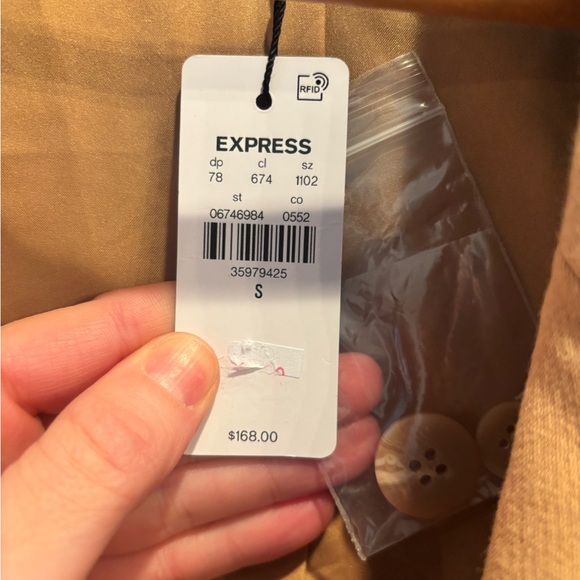 RFID
EXPRESS
dp cl sz
78 674 1102
st co
06746984 0552
35979425
S
$168.00